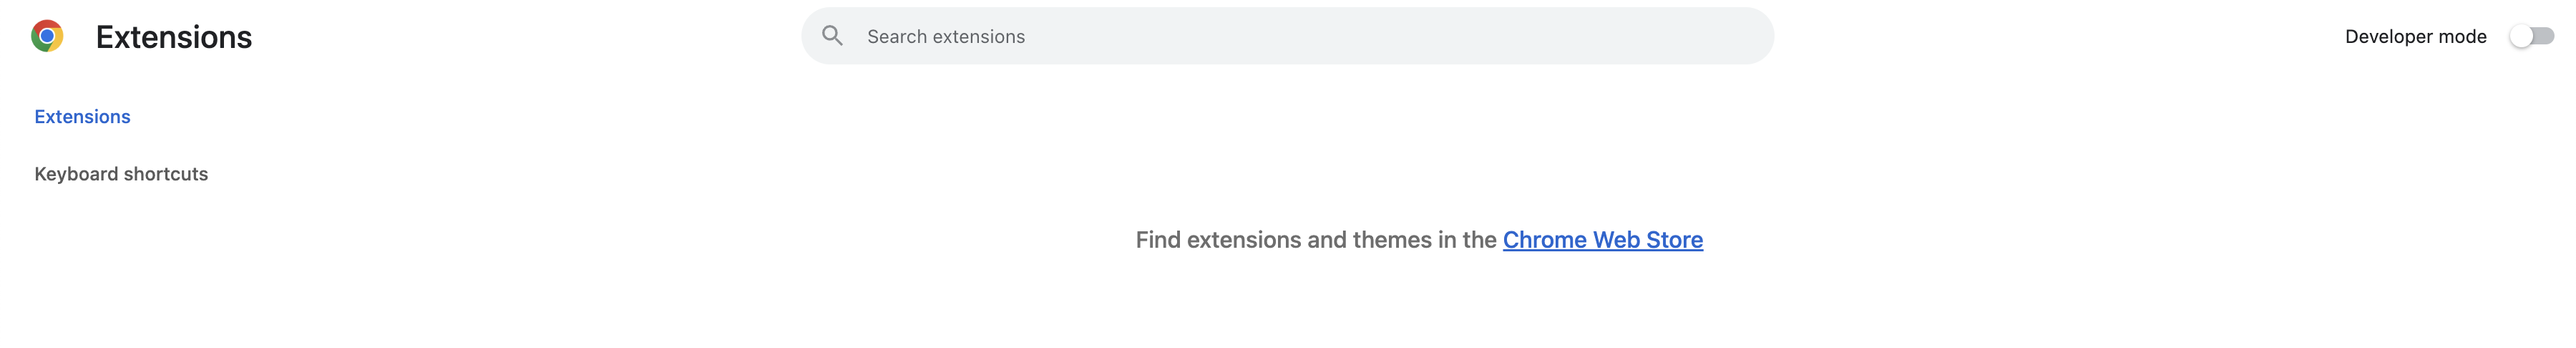 Extensions
Search extensions
Developer mode
Extensions
Keyboard shortcuts
Find extensions and themes in the Chrome Web Store